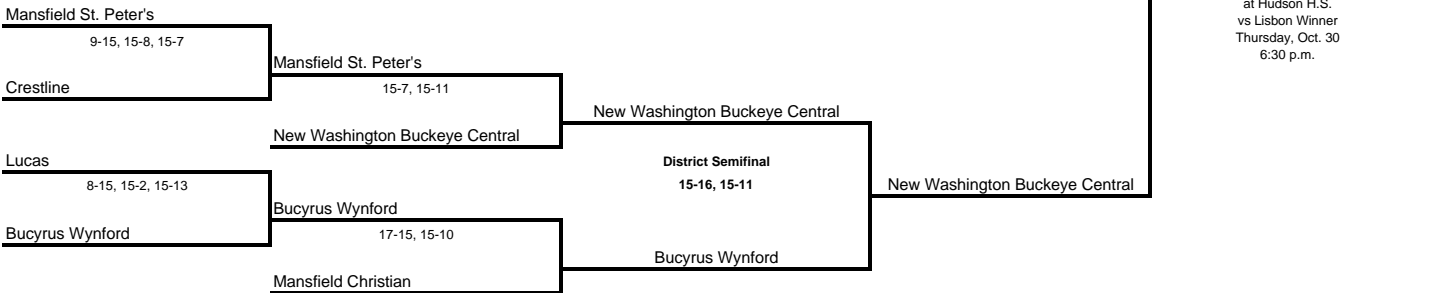 at Hudson H.S.
Mansfield St. Peter's
vs Lisbon Winner
9-15, 15-8, 15-7
Thursday, Oct. 30
6:30 p.m.
Mansfield St. Peter's
Crestline
15-7, 15-11
New Washington Buckeye Central
New Washington Buckeye Central
Lucas
District Semifinal
8-15, 15-2, 15-13
15-16, 15-11
New Washington Buckeye Central
Bucyrus Wynford
Bucyrus Wynford
17-15, 15-10
Bucyrus Wynford
Mansfield Christian